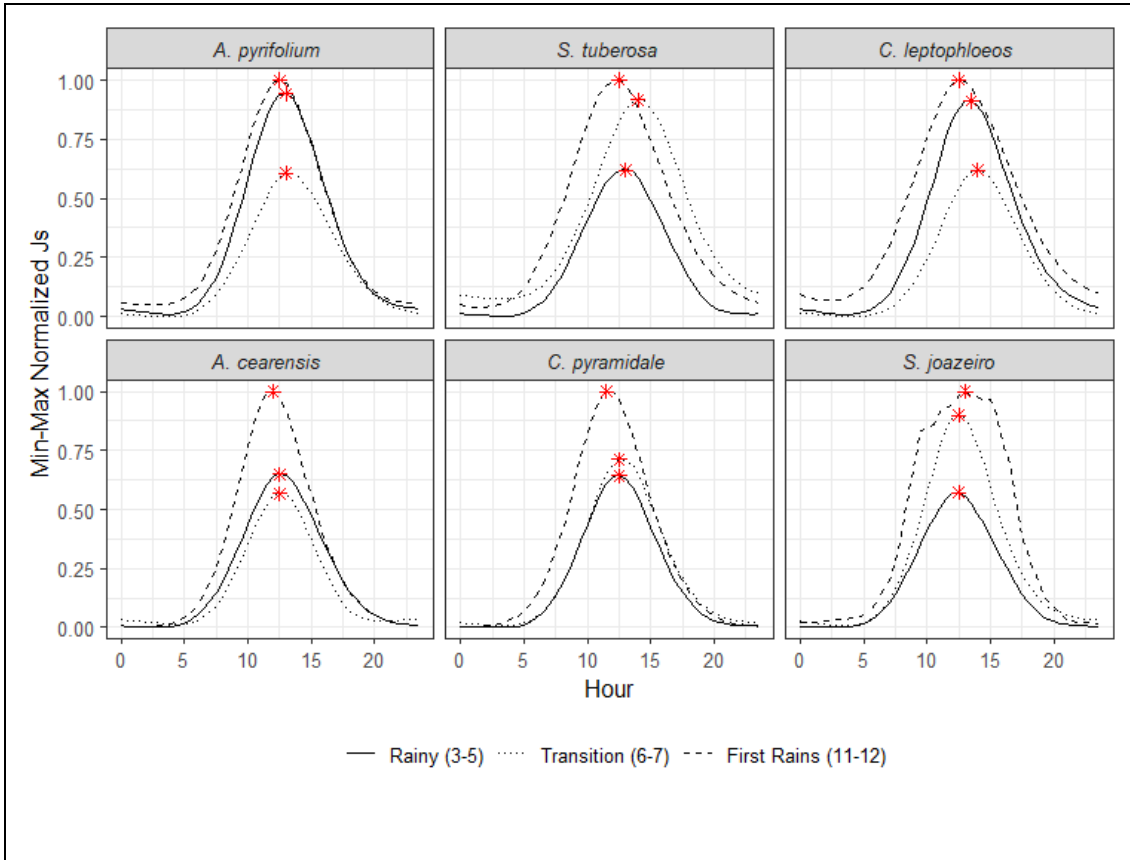 A. pyrifolium S. tuberosa C. leptophloeos
1.00
0.75
0.50
0.25
0.00
A. cearensis C. pyramidale S. joazeiro
1.00
0.75
0.50
0.25
0.00
Min-Max Normalized Js
0 5 10 15 20 0 5 10 15 20 0 5 10 15 20
Hour
Rainy (3-5) Transition (6-7) First Rains (11-12)